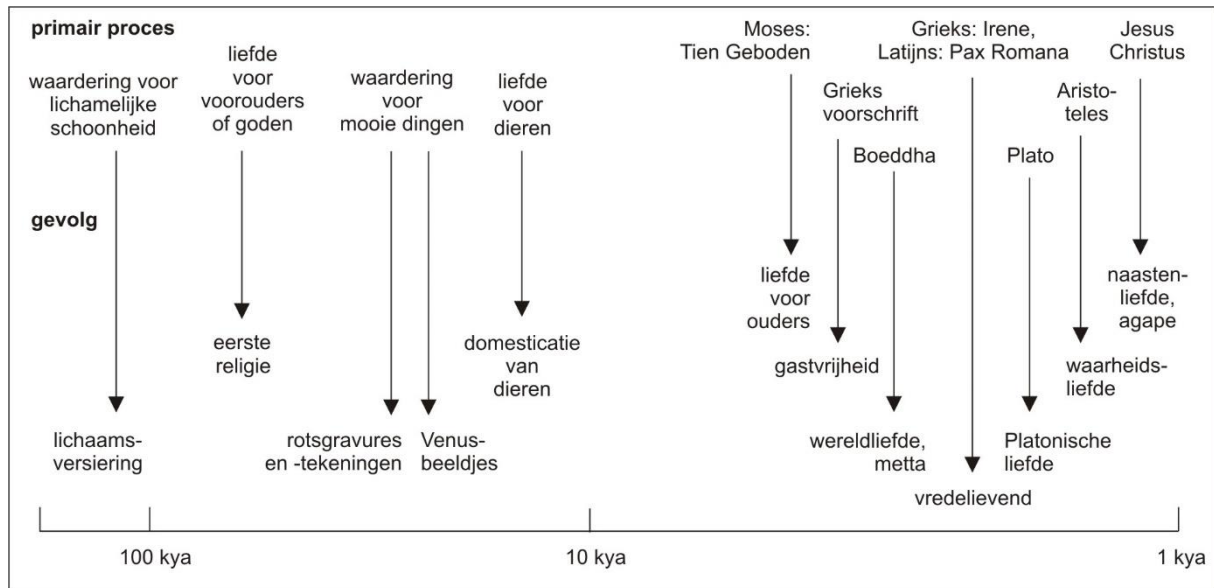 primair proces
waardering voor
lichamelijke
schoonheid
liefde
voor
voorouders
of goden
waardering
voor
mooie dingen
liefde
voor
dieren
Moses:
Tien Geboden
Grieks
voorschrift
Boeddha
Grieks: Irene,
Latijns: Pax Romana
Plato
Aristo-
teles
Jesus
Christus
gevolg
lichaams-
versiering
eerste
religie
rotsgravures
en -tekeningen
Venus-
beeldjes
domesticatie
van
dieren
liefde
voor
ouders
gastvrijheid
wereldliefde,
metta
vredelievend
Platonische
liefde
waarheids-
liefde
naasten-
liefde,
agape
100 kya
10 kya
1 kya